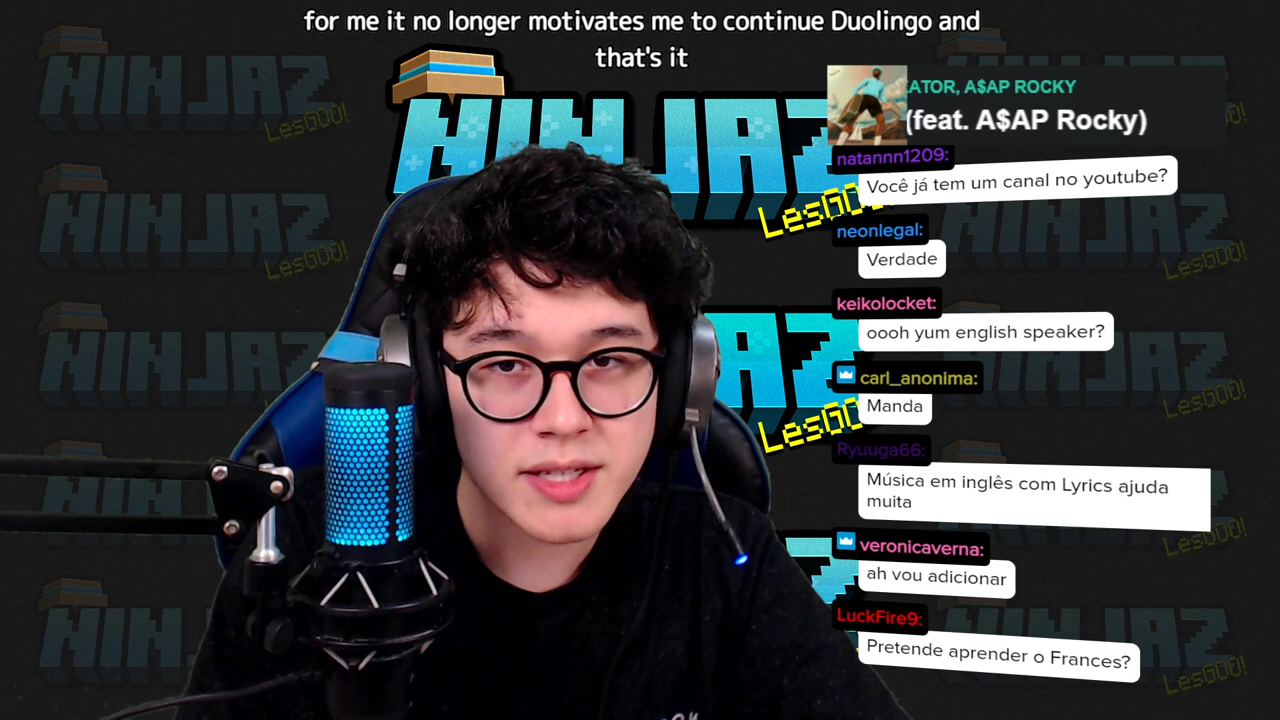 for me it no longer motivates me to continue Duolingo and
that's it
NINJAZ
LesGOO!
ATOR, A$AP ROCKY
(feat. A$AP Rocky)
natannn1209:
Você já tem um canal no youtube?
neonlegal:
Verdade
keikolocket:
oooh yum english speaker?
carl_anonima:
Manda
Ryuuga66:
Música em inglês com Lyrics ajuda
muita
veronicaverna:
ah vou adicionar
LuckFire9:
Pretende aprender o Frances?